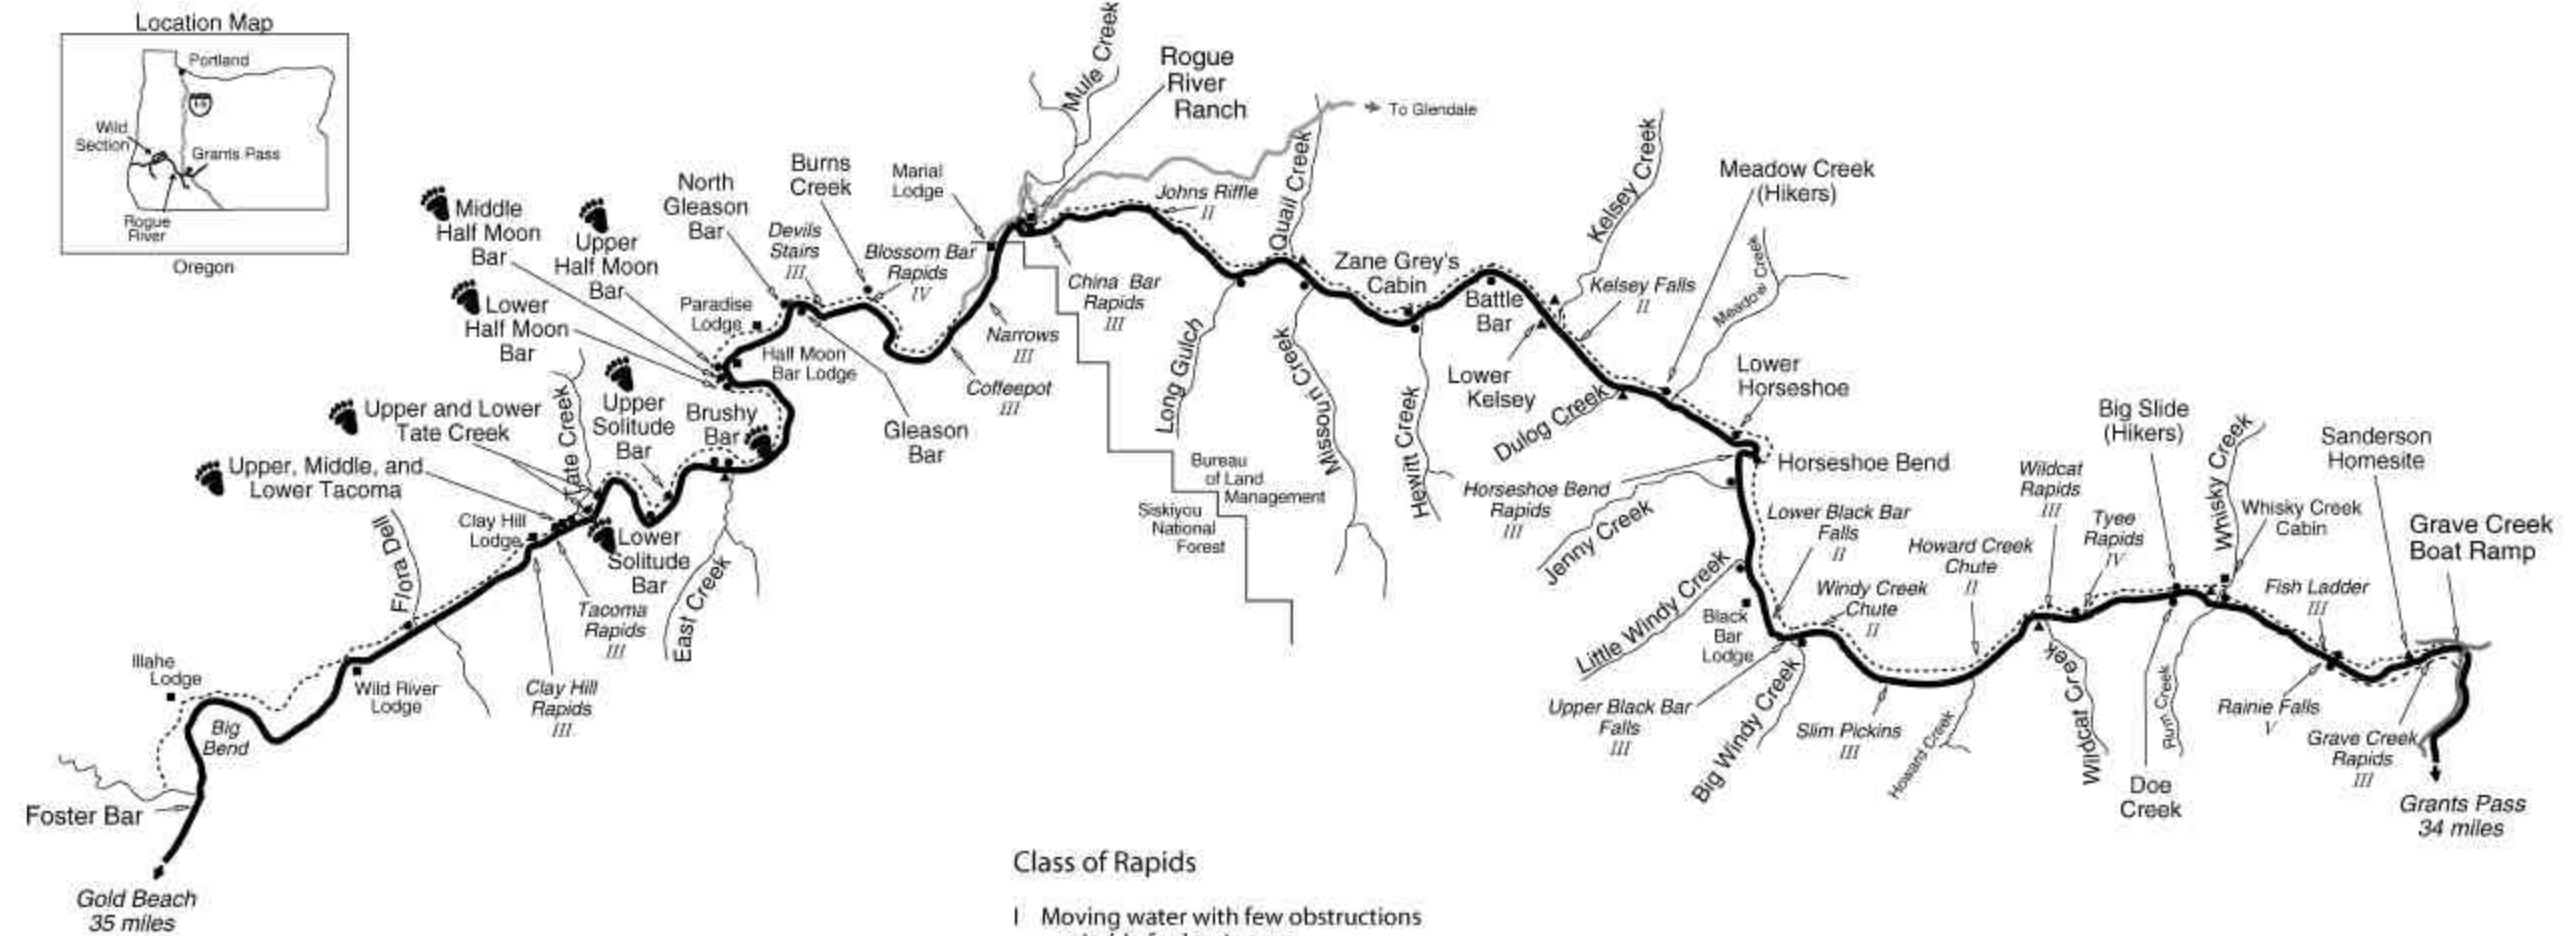 Location Map
Portland
I-5
Wild
Section
Grants Pass
Rogue
River
Oregon
Mule Creek
Rogue
River
Ranch
To Glendale
Middle
Half Moon
Bar
Upper
Half Moon
Bar
Lower
Half Moon
Bar
North
Gleason
Bar
Burns
Creek
Devils
Stairs
III
Blossom Bar
Rapids
IV
Marial
Lodge
Paradise
Lodge
Half Moon
Bar Lodge
Gleason
Bar
Coffeepot
III
Narrows
III
China Bar
Rapids
III
Johns Riffle
II
Quail Creek
Long Gulch
Missouri Creek
Zane Grey's
Cabin
Hewitt Creek
Battle
Bar
Lower
Kelsey
Kelsey Creek
Kelsey Falls
II
Meadow Creek
(Hikers)
Meadow Creek
Dulog Creek
Lower
Horseshoe
Horseshoe Bend
Horseshoe Bend
Rapids
III
Jenny Creek
Bureau
of Land
Management
Siskiyou
National
Forest
Upper and Lower
Tate Creek
Tate Creek
Upper
Solitude
Bar
Brushy
Bar
Upper, Middle, and
Lower Tacoma
Clay Hill
Lodge
Lower
Solitude
Bar
East Creek
Tacoma
Rapids
III
Clay Hill
Rapids
III
Flora Dell
Wild River
Lodge
Illahe
Lodge
Big
Bend
Foster Bar
Gold Beach
35 miles
Little Windy Creek
Black
Bar
Lodge
Lower Black Bar
Falls
II
Windy Creek
Chute
II
Upper Black Bar
Falls
III
Big Windy Creek
Slim Pickins
III
Howard Creek
Chute
II
Howard Creek
Wildcat
Rapids
III
Wildcat Creek
Tyee
Rapids
IV
Big Slide
(Hikers)
Doe
Creek
Rum Creek
Whisky Creek
Whisky Creek
Cabin
Sanderson
Homesite
Fish Ladder
III
Rainie Falls
V
Grave Creek
Boat Ramp
Grave Creek
Rapids
III
Grants Pass
34 miles
Class of Rapids
I Moving water with few obstructions